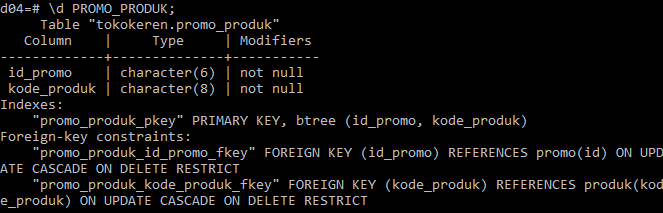 d04=# \d PROMO_PRODUK;
     Table "tokokeren.promo_produk"
   Column    |     Type     | Modifiers
-------------+--------------+-----------
 id_promo    | character(6) | not null
 kode_produk | character(8) | not null
Indexes:
    "promo_produk_pkey" PRIMARY KEY, btree (id_promo, kode_produk)
Foreign-key constraints:
    "promo_produk_id_promo_fkey" FOREIGN KEY (id_promo) REFERENCES promo(id) ON UPD
ATE CASCADE ON DELETE RESTRICT
    "promo_produk_kode_produk_fkey" FOREIGN KEY (kode_produk) REFERENCES produk(kod
e_produk) ON UPDATE CASCADE ON DELETE RESTRICT